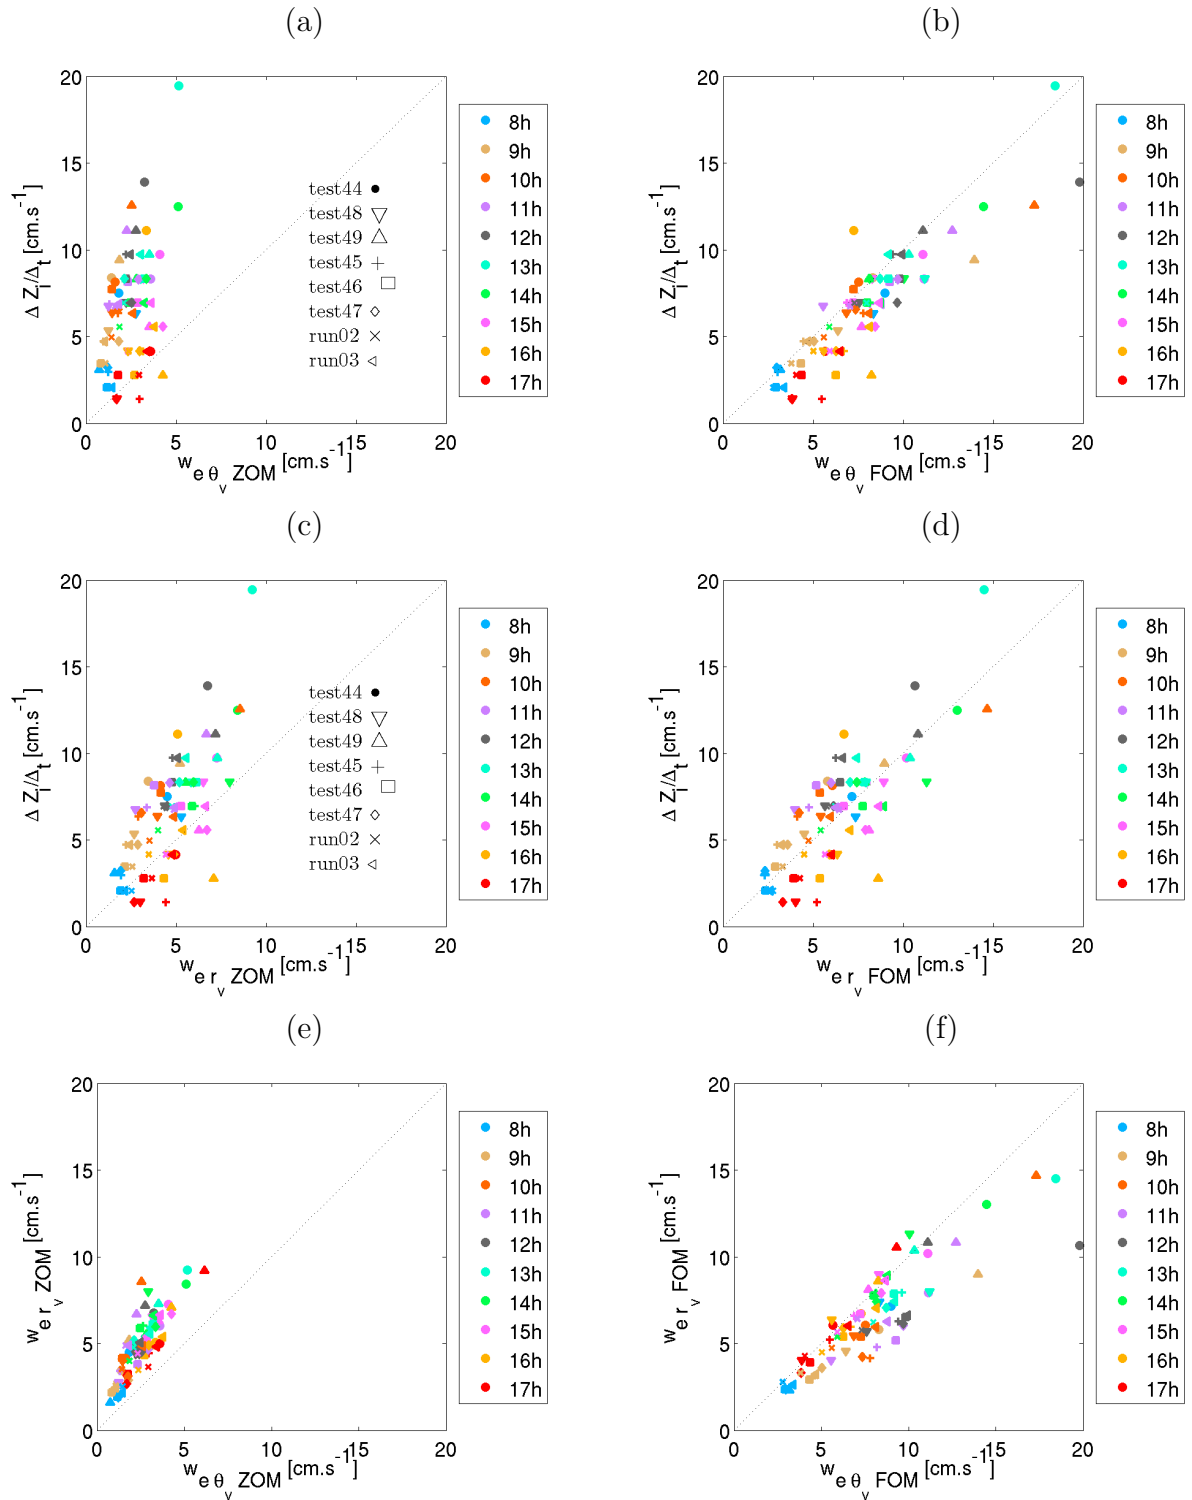 (a)
(b)
20
15
10
5
0
Δ Z_i/Δ_t [cm.s⁻¹]
0 5 10 15 20
w_e θ_v ZOM [cm.s⁻¹]
test44
test48
test49
test45
test46
test47
run02
run03
8h
9h
10h
11h
12h
13h
14h
15h
16h
17h
20
15
10
5
0
Δ Z_i/Δ_t [cm.s⁻¹]
0 5 10 15 20
w_e θ_v FOM [cm.s⁻¹]
8h
9h
10h
11h
12h
13h
14h
15h
16h
17h
(c)
(d)
20
15
10
5
0
Δ Z_i/Δ_t [cm.s⁻¹]
0 5 10 15 20
w_e r_v ZOM [cm.s⁻¹]
test44
test48
test49
test45
test46
test47
run02
run03
8h
9h
10h
11h
12h
13h
14h
15h
16h
17h
20
15
10
5
0
Δ Z_i/Δ_t [cm.s⁻¹]
0 5 10 15 20
w_e r_v FOM [cm.s⁻¹]
8h
9h
10h
11h
12h
13h
14h
15h
16h
17h
(e)
(f)
20
15
10
5
0
w_e r_v ZOM [cm.s⁻¹]
0 5 10 15 20
w_e θ_v ZOM [cm.s⁻¹]
8h
9h
10h
11h
12h
13h
14h
15h
16h
17h
20
15
10
5
0
w_e r_v FOM [cm.s⁻¹]
0 5 10 15 20
w_e θ_v FOM [cm.s⁻¹]
8h
9h
10h
11h
12h
13h
14h
15h
16h
17h